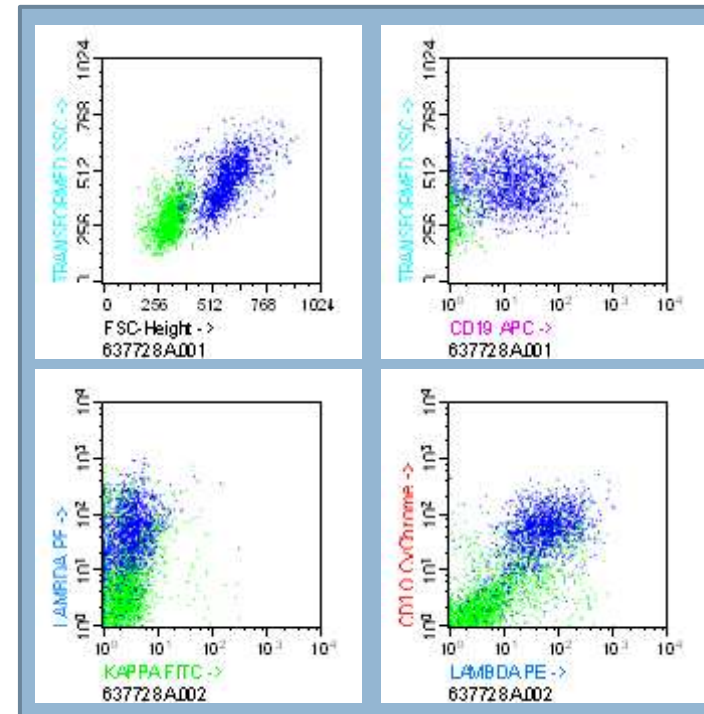 TRANSFORMED SSC ->
1024
768
512
256
0
0 256 512 768 1024
FSC-Height ->
637728A.001
TRANSFORMED SSC ->
1024
768
512
256
0
10⁰ 10¹ 10² 10³ 10⁴
CD19 APC ->
637728A.001
LAMBDA PE ->
10⁴
10³
10²
10¹
10⁰
10⁰ 10¹ 10² 10³ 10⁴
KAPPA FITC ->
637728A.002
CD10 CyChrome ->
10⁴
10³
10²
10¹
10⁰
10⁰ 10¹ 10² 10³ 10⁴
LAMBDA PE ->
637728A.002